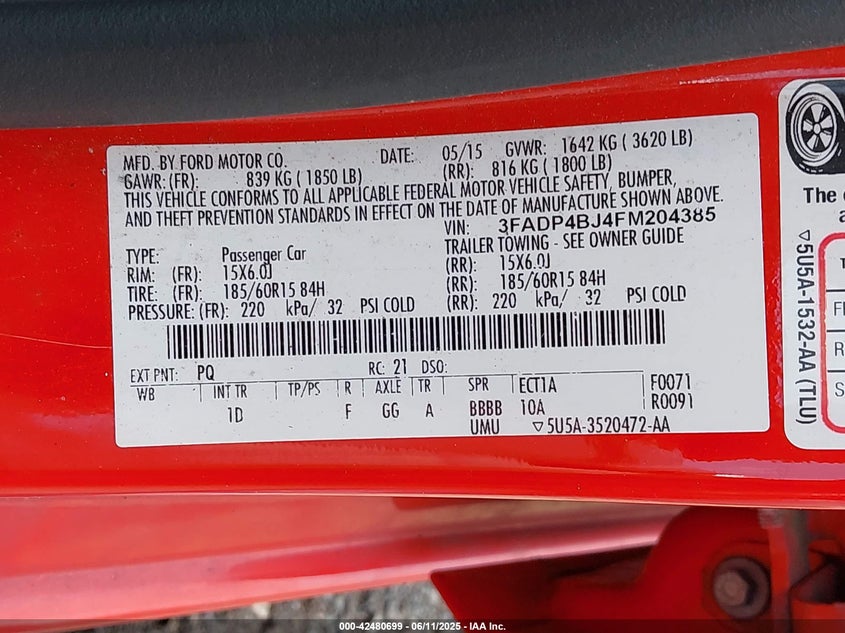 MFD. BY FORD MOTOR CO. DATE: 05/15 GVWR: 1642 KG ( 3620 LB)
GAWR: (FR): 839 KG ( 1850 LB) (RR): 816 KG ( 1800 LB)
THIS VEHICLE CONFORMS TO ALL APPLICABLE FEDERAL MOTOR VEHICLE SAFETY, BUMPER,
AND THEFT PREVENTION STANDARDS IN EFFECT ON THE DATE OF MANUFACTURE SHOWN ABOVE.
VIN: 3FADP4BJ4FM204385
TYPE: Passenger Car TRAILER TOWING - SEE OWNER GUIDE
RIM: (FR): 15X6.0J (RR): 15X6.0J
TIRE: (FR): 185/60R15 84H (RR): 185/60R15 84H
PRESSURE: (FR): 220 kPa/ 32 PSI COLD (RR): 220 kPa/ 32 PSI COLD
EXT PNT: PQ RC: 21 DSO:
WB INT TR TP/PS R AXLE TR SPR ECT1A F0071
1D F GG A BBBB 10A R0091
UMU ▽5U5A-3520472-AA
The
▽5U5A-1532-AA (TLU)
000-42480699 - 06/11/2025 - IAA Inc.